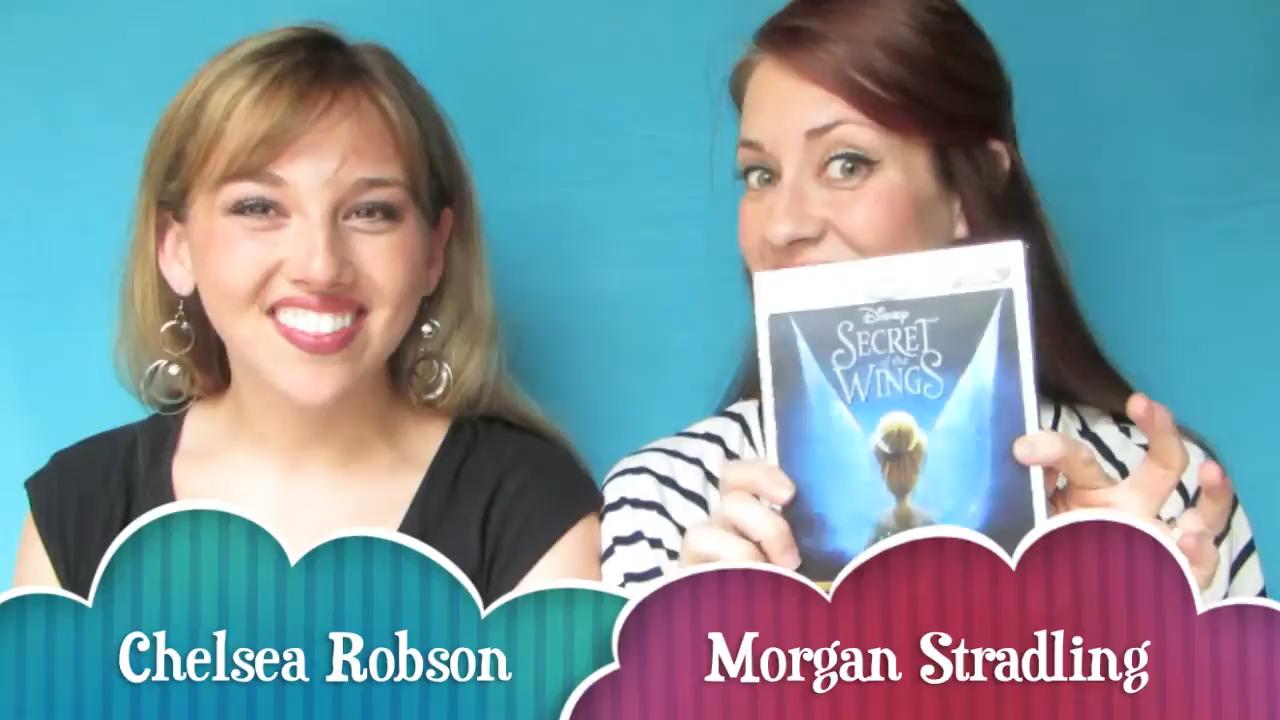 Disney
SECRET
of the
WINGS
Chelsea Robson
Morgan Stradling